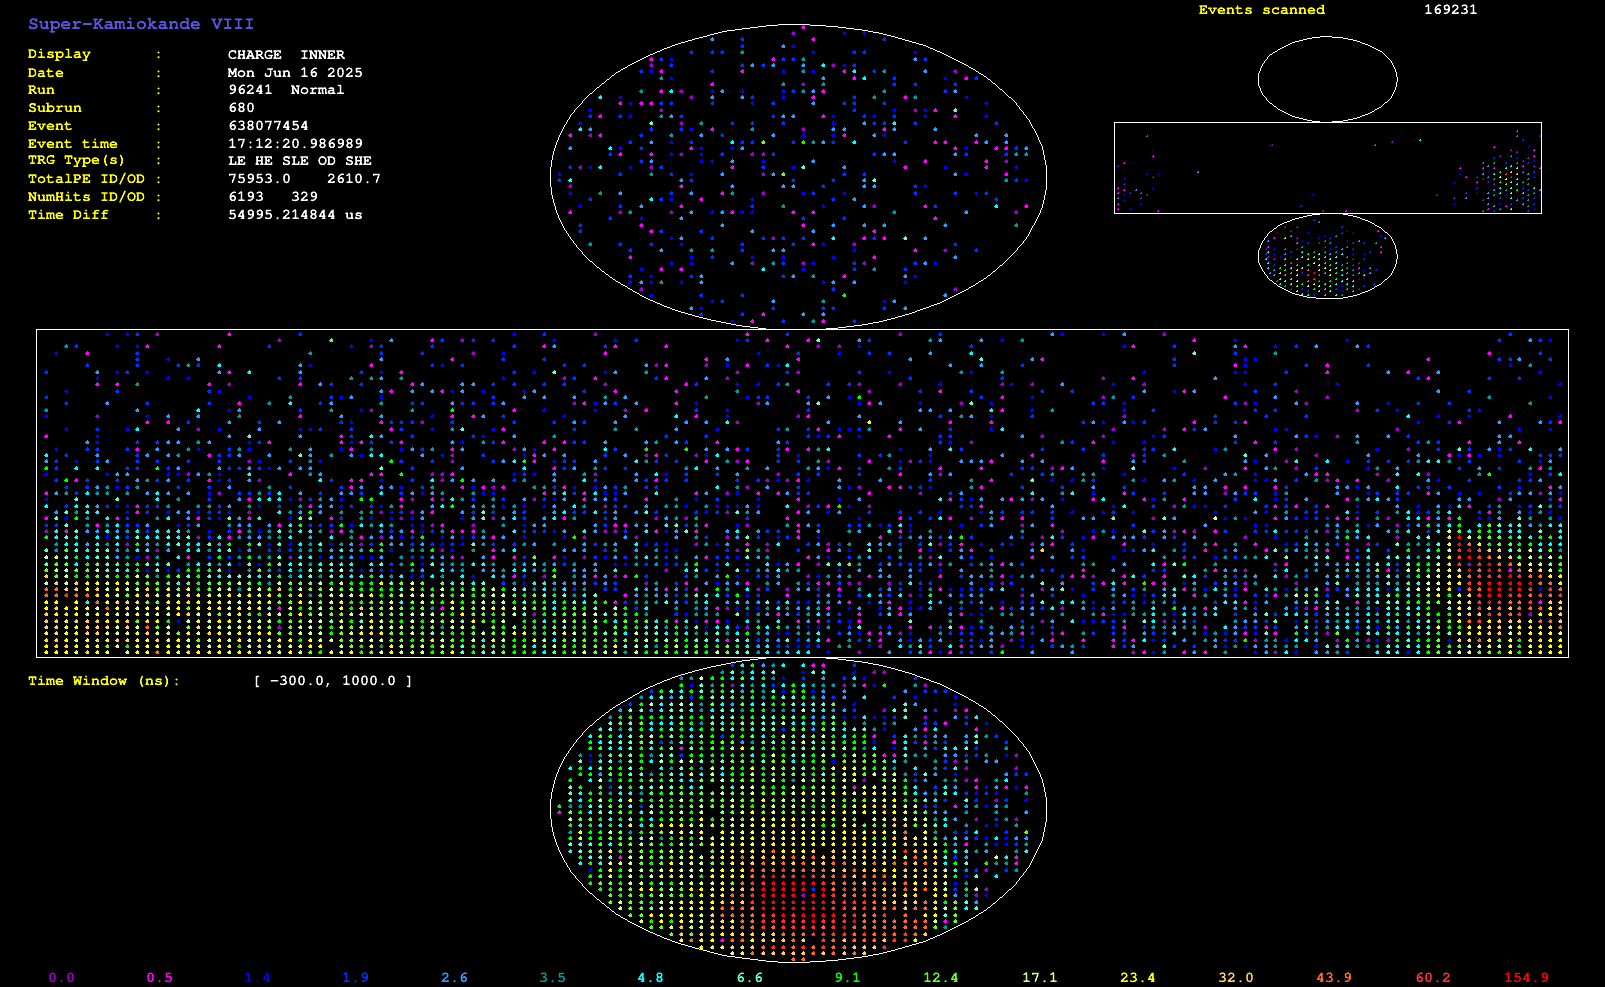 Super-Kamiokande VIII
Events scanned 169231
Display : CHARGE INNER
Date : Mon Jun 16 2025
Run : 96241 Normal
Subrun : 680
Event : 638077454
Event time : 17:12:20.986989
TRG Type(s) : LE HE SLE OD SHE
TotalPE ID/OD : 75953.0 2610.7
NumHits ID/OD : 6193 329
Time Diff : 54995.214844 us
Time Window (ns): [ -300.0, 1000.0 ]
0.0 0.5 1.4 1.9 2.6 3.5 4.8 6.6 9.1 12.4 17.1 23.4 32.0 43.9 60.2 154.9